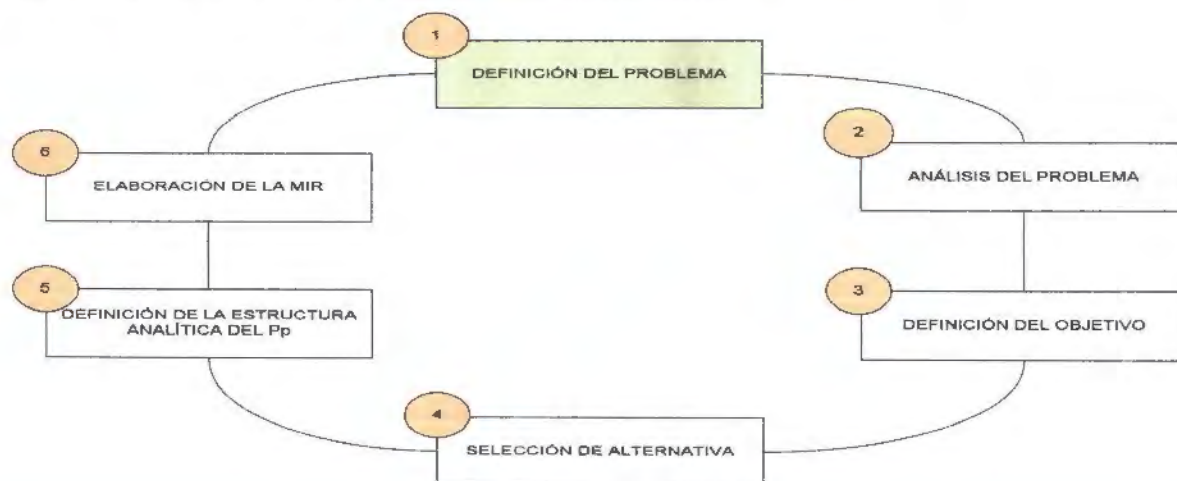 1
DEFINICIÓN DEL PROBLEMA
2
ANÁLISIS DEL PROBLEMA
3
DEFINICIÓN DEL OBJETIVO
4
SELECCIÓN DE ALTERNATIVA
5
DEFINICIÓN DE LA ESTRUCTURA
ANALÍTICA DEL Pp
6
ELABORACIÓN DE LA MIR